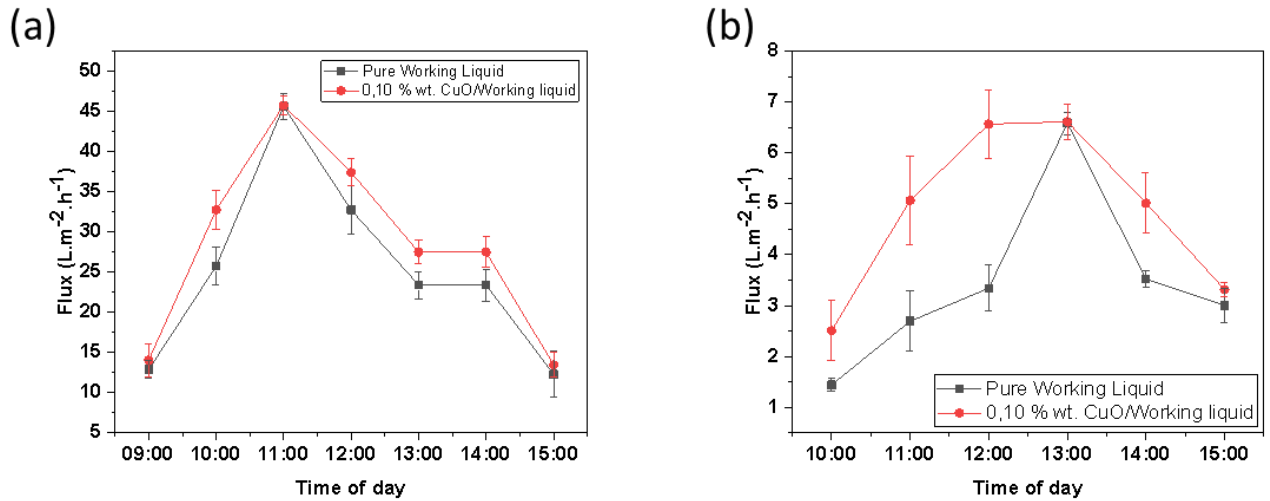 (a)
Flux (L.m⁻².h⁻¹)
50
45
40
35
30
25
20
15
10
5
Pure Working Liquid
0,10 % wt. CuO/Working liquid
09:00 10:00 11:00 12:00 13:00 14:00 15:00
Time of day
(b)
Flux (L.m⁻².h⁻¹)
8
7
6
5
4
3
2
1
Pure Working Liquid
0,10 % wt. CuO/Working liquid
10:00 11:00 12:00 13:00 14:00 15:00
Time of day